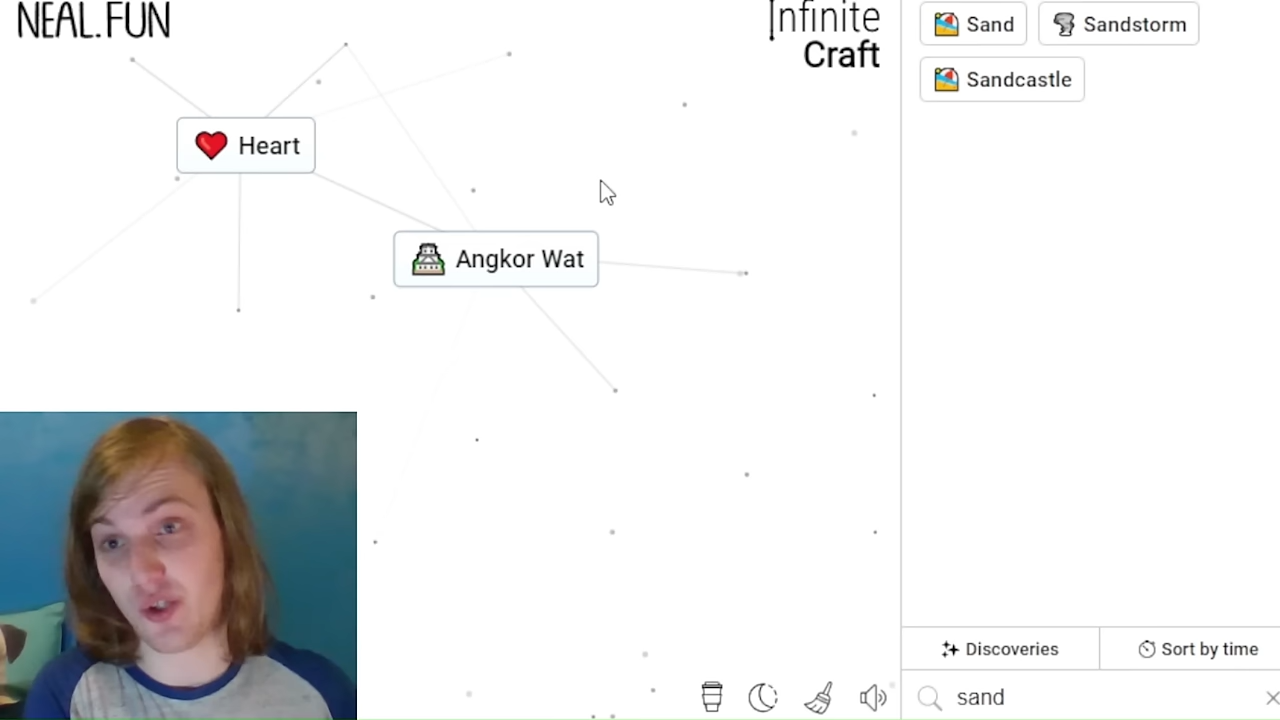 NEAL.FUN
Infinite
Craft
Heart
Angkor Wat
Sand
Sandstorm
Sandcastle
Discoveries
Sort by time
sand